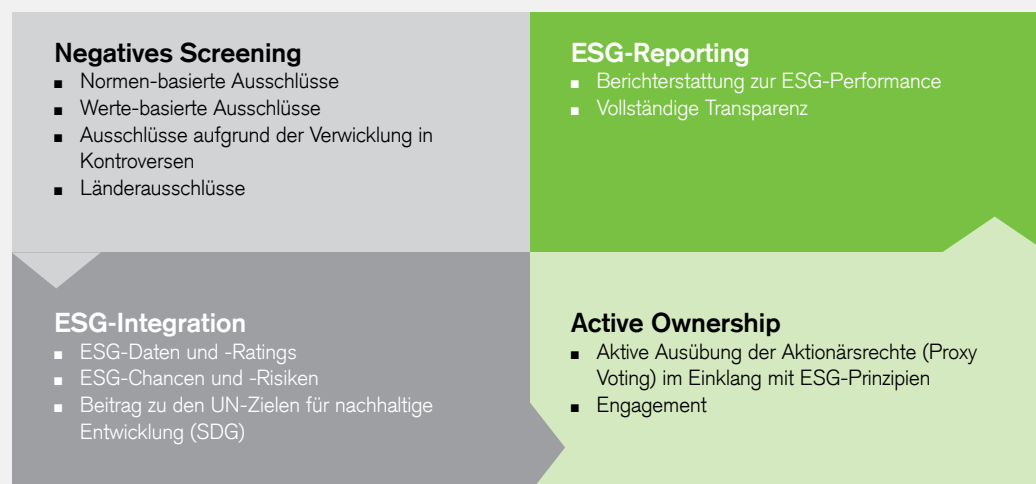 Negatives Screening
▪ Normen-basierte Ausschlüsse
▪ Werte-basierte Ausschlüsse
▪ Ausschlüsse aufgrund der Verwicklung in
Kontroversen
▪ Länderausschlüsse
ESG-Reporting
▪ Berichterstattung zur ESG-Performance
▪ Vollständige Transparenz
ESG-Integration
▪ ESG-Daten und -Ratings
▪ ESG-Chancen und -Risiken
▪ Beitrag zu den UN-Zielen für nachhaltige
Entwicklung (SDG)
Active Ownership
▪ Aktive Ausübung der Aktionärsrechte (Proxy
Voting) im Einklang mit ESG-Prinzipien
▪ Engagement